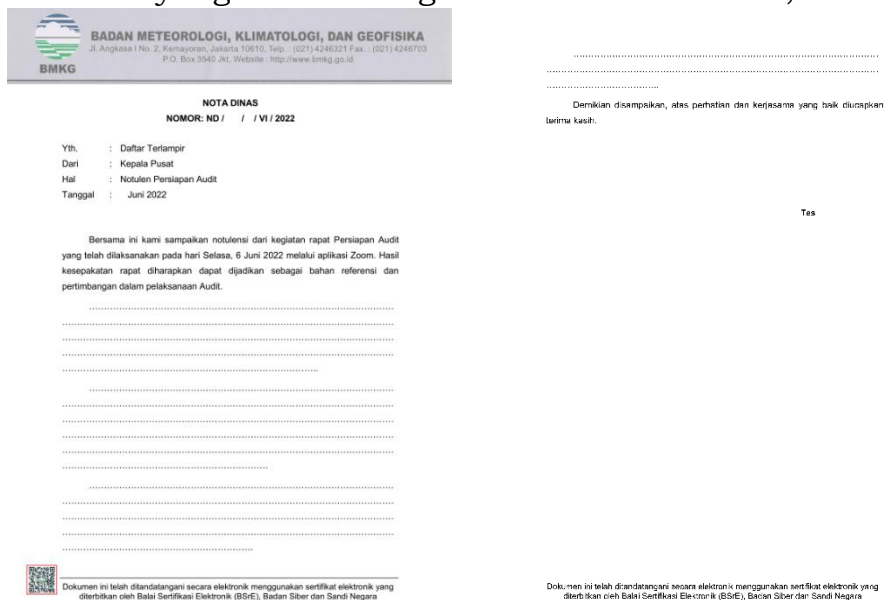 BADAN METEOROLOGI, KLIMATOLOGI, DAN GEOFISIKA
Jl. Angkasa I No. 2, Kemayoran, Jakarta 10610, Telp. : (021) 4246321 Fax. : (021) 4246703
P.O. Box 3540 Jkt, Website : http://www.bmkg.go.id
BMKG
NOTA DINAS
NOMOR: ND / / / VI / 2022
Yth. : Daftar Terlampir
Dari : Kepala Pusat
Hal : Notulen Persiapan Audit
Tanggal : Juni 2022
Bersama ini kami sampaikan notulensi dari kegiatan rapat Persiapan Audit
yang telah dilaksanakan pada hari Selasa, 6 Juni 2022 melalui aplikasi Zoom. Hasil
kesepakatan rapat diharapkan dapat dijadikan sebagai bahan referensi dan
pertimbangan dalam pelaksanaan Audit.
Dokumen ini telah ditandatangani secara elektronik menggunakan sertifikat elektronik yang
diterbitkan oleh Balai Sertifikasi Elektronik (BSrE), Badan Siber dan Sandi Negara
Demikian disampaikan, atas perhatian dan kerjasama yang baik diucapkan
terima kasih.
Tes
Dokumen ini telah ditandatangani secara elektronik menggunakan sertifikat elektronik yang
diterbitkan oleh Balai Sertifikasi Elektronik (BSrE), Badan Siber dan Sandi Negara